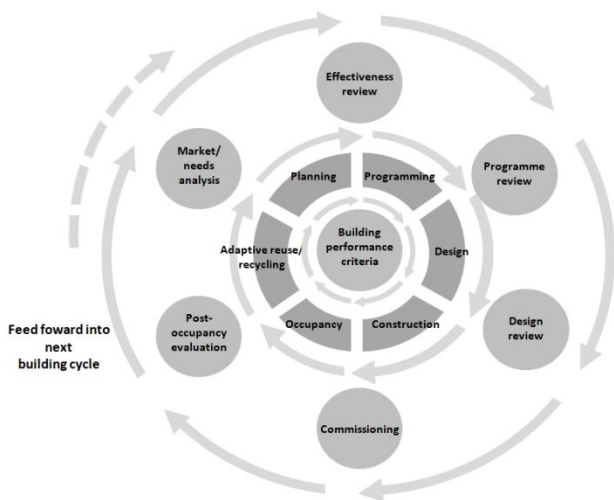 Effectiveness
review
Market/
needs
analysis
Programme
review
Planning
Programming
Building
performance
criteria
Adaptive reuse/
recycling
Design
Feed foward into
next
building cycle
Post-
occupancy
evaluation
Occupancy
Construction
Design
review
Commissioning